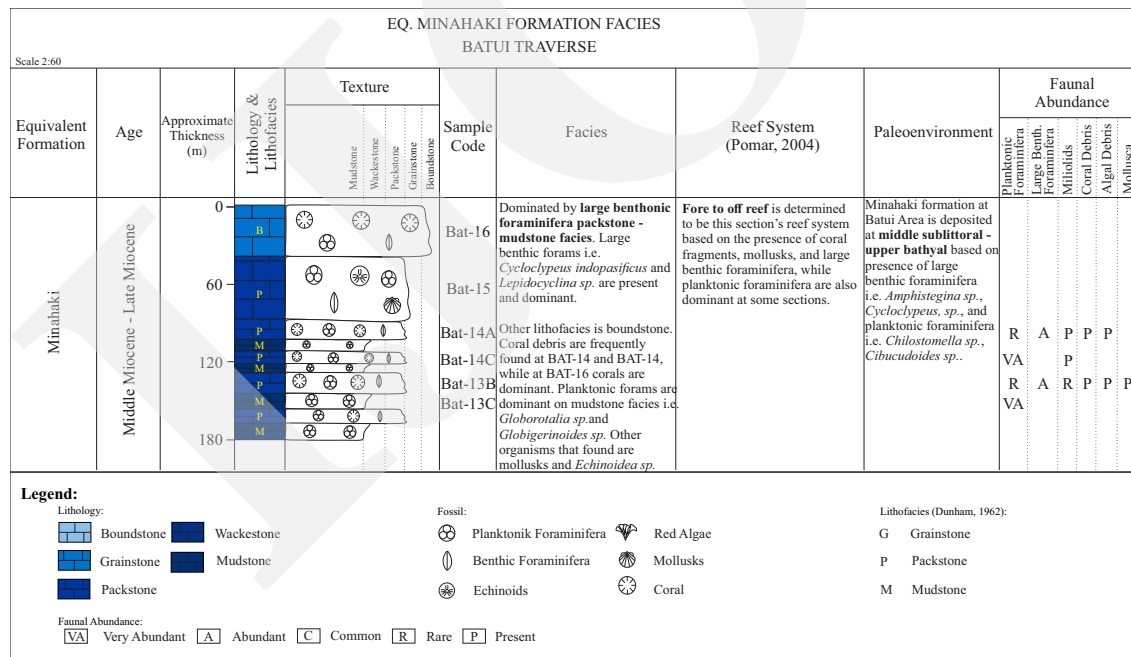 EQ. MINAHAKI FORMATION FACIES
BATUI TRAVERSE
Scale 2:60
Equivalent
Formation
Age
Approximate
Thickness
(m)
Lithology &
Lithofacies
Texture
Mudstone
Wackestone
Packstone
Grainstone
Boundstone
Sample
Code
Facies
Reef System
(Pomar, 2004)
Paleoenvironment
Faunal
Abundance
Planktonic
Foraminifera
Large Benth.
Foraminifera
Miliolids
Coral Debris
Algal Debris
Mollusca
Minahaki
Middle Miocene - Late Miocene
0
60
120
180
B
P
P
M
P
M
P
M
P
M
Bat-16
Bat-15
Bat-14A
Bat-14C
Bat-13B
Bat-13C
Dominated by large benthonic
foraminifera packstone -
mudstone facies. Large
benthic forams i.e.
Cycloclypeus indopasificus and
Lepidocyclina sp. are present
and dominant.
Other lithofacies is boundstone.
Coral debris are frequently
found at BAT-14 and BAT-14,
while at BAT-16 corals are
dominant. Planktonic forams are
dominant on mudstone facies i.e.
Globorotalia sp.and
Globigerinoides sp. Other
organisms that found are
mollusks and Echinoidea sp.
Fore to off reef is determined
to be this section's reef system
based on the presence of coral
fragments, mollusks, and large
benthic foraminifera, while
planktonic foraminifera are also
dominant at some sections.
Minahaki formation at
Batui Area is deposited
at middle sublittoral -
upper bathyal based on
presence of large
benthic foraminifera
i.e. Amphistegina sp.,
Cycloclypeus, sp., and
planktonic foraminifera
i.e. Chilostomella sp.,
Cibucudoides sp..
R A P P P
VA P
R A R P P P
VA
Legend:
Lithology:
Boundstone
Grainstone
Packstone
Wackestone
Mudstone
Fossil:
Planktonik Foraminifera
Benthic Foraminifera
Echinoids
Red Algae
Mollusks
Coral
Lithofacies (Dunham, 1962):
G Grainstone
P Packstone
M Mudstone
Faunal Abundance:
VA Very Abundant A Abundant C Common R Rare P Present